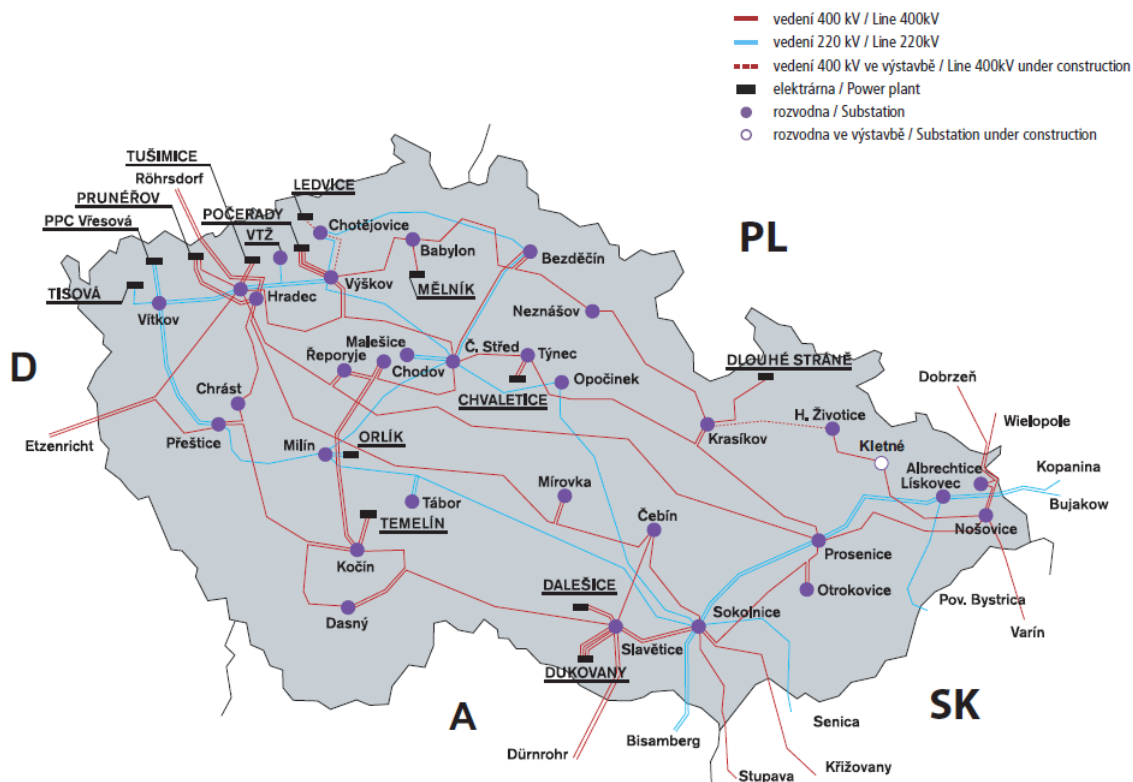 vedení 400 kV / Line 400kV
vedení 220 kV / Line 220kV
vedení 400 kV ve výstavbě / Line 400kV under construction
elektrárna / Power plant
rozvodna / Substation
rozvodna ve výstavbě / Substation under construction
TUŠIMICE
Röhrsdorf
PRUNÉŘOV
PPC Vřesová
LEDVICE
POČERADY
VTŽ
Chotějovice
Babylon
Bezděčín
PL
TISOVÁ
Vítkov
Hradec
Výškov
MĚLNÍK
Neznášov
D
Malešice
Řeporyje
Chodov
Č. Střed
Týnec
DLOUHÉ STRÁNĚ
Dobrzeň
Chrást
CHVALETICE
Opočinek
H. Životice
Wielopole
Etzenricht
Přeštice
Milín
ORLÍK
Krasíkov
Kletné
Albrechtice
Kopanina
Lískovec
Bujakow
Tábor
Mírovka
TEMELÍN
Čebín
Nošovice
Kočín
Prosenice
DALEŠICE
Otrokovice
Dasný
Sokolnice
Pov. Bystrica
Slavětice
Varín
DUKOVANY
A
SK
Senica
Dürnrohr
Bisamberg
Křižovany
Stupava